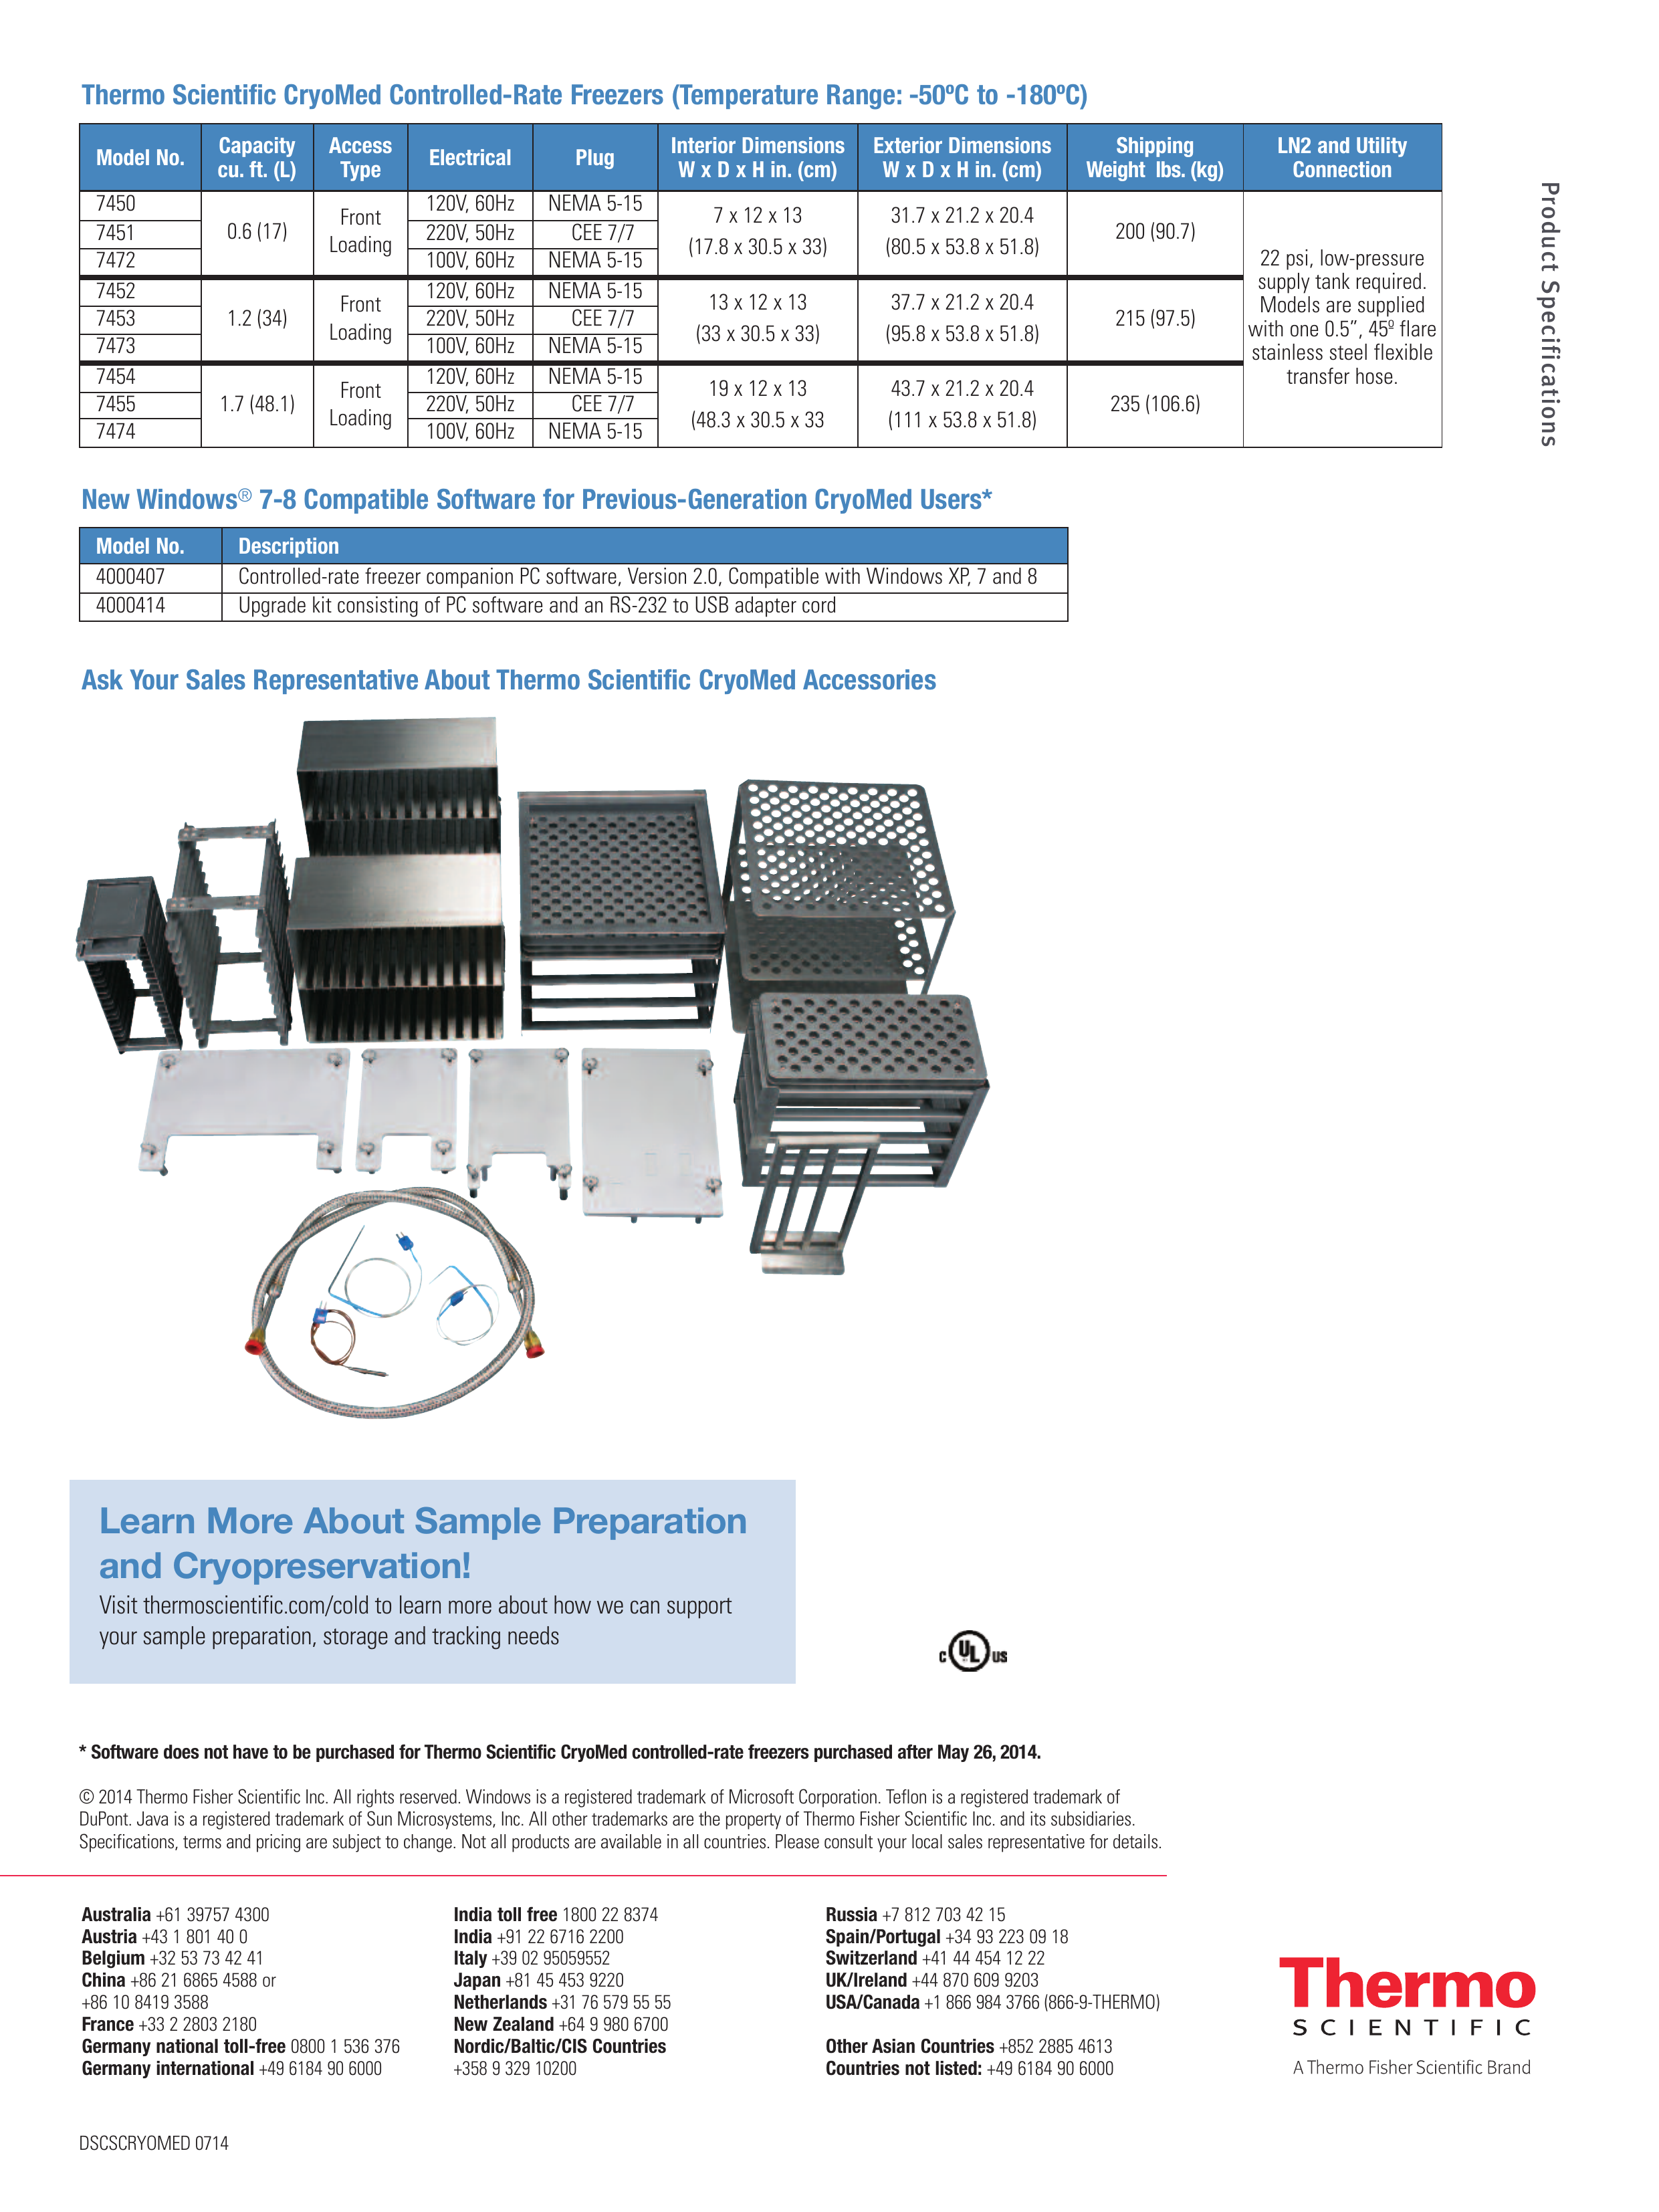 Thermo Scientific CryoMed Controlled-Rate Freezers (Temperature Range: -50ºC to -180ºC)
Model No.
Capacity cu. ft. (L)
Access Type
Electrical
Plug
Interior Dimensions W x D x H in. (cm)
Exterior Dimensions W x D x H in. (cm)
Shipping Weight lbs. (kg)
LN2 and Utility Connection
7450
0.6 (17)
Front Loading
120V, 60Hz
NEMA 5-15
7 x 12 x 13
(17.8 x 30.5 x 33)
31.7 x 21.2 x 20.4
(80.5 x 53.8 x 51.8)
200 (90.7)
7451
220V, 50Hz
CEE 7/7
7472
100V, 60Hz
NEMA 5-15
7452
1.2 (34)
Front Loading
120V, 60Hz
NEMA 5-15
13 x 12 x 13
(33 x 30.5 x 33)
37.7 x 21.2 x 20.4
(95.8 x 53.8 x 51.8)
215 (97.5)
7453
220V, 50Hz
CEE 7/7
7473
100V, 60Hz
NEMA 5-15
7454
1.7 (48.1)
Front Loading
120V, 60Hz
NEMA 5-15
19 x 12 x 13
(48.3 x 30.5 x 33
43.7 x 21.2 x 20.4
(111 x 53.8 x 51.8)
235 (106.6)
7455
220V, 50Hz
CEE 7/7
7474
100V, 60Hz
NEMA 5-15
22 psi, low-pressure
supply tank required.
Models are supplied
with one 0.5”, 45º flare
stainless steel flexible
transfer hose.
Product Specifications
New Windows® 7-8 Compatible Software for Previous-Generation CryoMed Users*
Model No. Description
4000407 Controlled-rate freezer companion PC software, Version 2.0, Compatible with Windows XP, 7 and 8
4000414 Upgrade kit consisting of PC software and an RS-232 to USB adapter cord
Ask Your Sales Representative About Thermo Scientific CryoMed Accessories
Learn More About Sample Preparation
and Cryopreservation!
Visit thermoscientific.com/cold to learn more about how we can support
your sample preparation, storage and tracking needs
C UL US
* Software does not have to be purchased for Thermo Scientific CryoMed controlled-rate freezers purchased after May 26, 2014.
© 2014 Thermo Fisher Scientific Inc. All rights reserved. Windows is a registered trademark of Microsoft Corporation. Teflon is a registered trademark of
DuPont. Java is a registered trademark of Sun Microsystems, Inc. All other trademarks are the property of Thermo Fisher Scientific Inc. and its subsidiaries.
Specifications, terms and pricing are subject to change. Not all products are available in all countries. Please consult your local sales representative for details.
Australia +61 39757 4300
Austria +43 1 801 40 0
Belgium +32 53 73 42 41
China +86 21 6865 4588 or
+86 10 8419 3588
France +33 2 2803 2180
Germany national toll-free 0800 1 536 376
Germany international +49 6184 90 6000
India toll free 1800 22 8374
India +91 22 6716 2200
Italy +39 02 95059552
Japan +81 45 453 9220
Netherlands +31 76 579 55 55
New Zealand +64 9 980 6700
Nordic/Baltic/CIS Countries
+358 9 329 10200
Russia +7 812 703 42 15
Spain/Portugal +34 93 223 09 18
Switzerland +41 44 454 12 22
UK/Ireland +44 870 609 9203
USA/Canada +1 866 984 3766 (866-9-THERMO)
Other Asian Countries +852 2885 4613
Countries not listed: +49 6184 90 6000
Thermo
SCIENTIFIC
A Thermo Fisher Scientific Brand
DSCSCRYOMED 0714